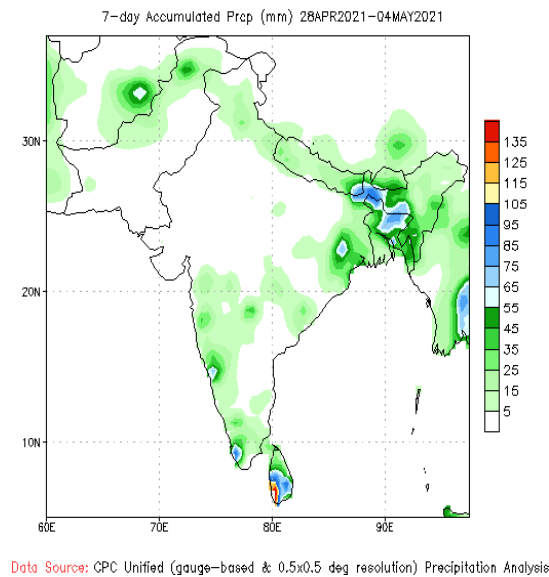 7-day Accumulated Prcp (mm) 28APR2021-04MAY2021
135
125
115
105
95
85
75
65
55
45
35
25
15
5
30N
20N
10N
60E 70E 80E 90E
Data Source: CPC Unified (gauge-based & 0.5x0.5 deg resolution) Precipitation Analysis